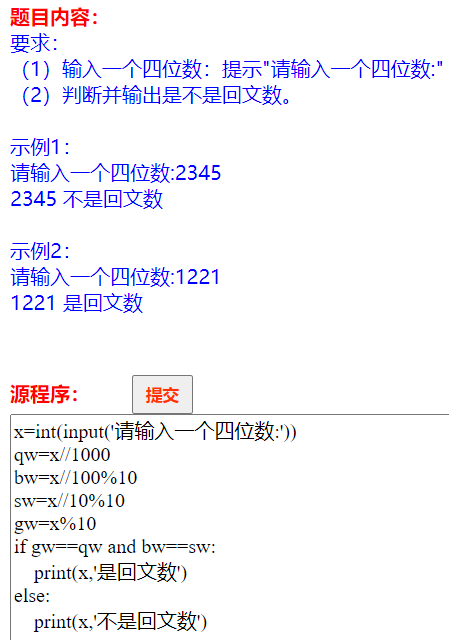 题目内容：
要求：
（1）输入一个四位数：提示"请输入一个四位数:"
（2）判断并输出是不是回文数。
示例1：
请输入一个四位数:2345
2345 不是回文数
示例2：
请输入一个四位数:1221
1221 是回文数
源程序： 提交
x=int(input('请输入一个四位数:'))
qw=x//1000
bw=x//100%10
sw=x//10%10
gw=x%10
if gw==qw and bw==sw:
    print(x,'是回文数')
else:
    print(x,'不是回文数')